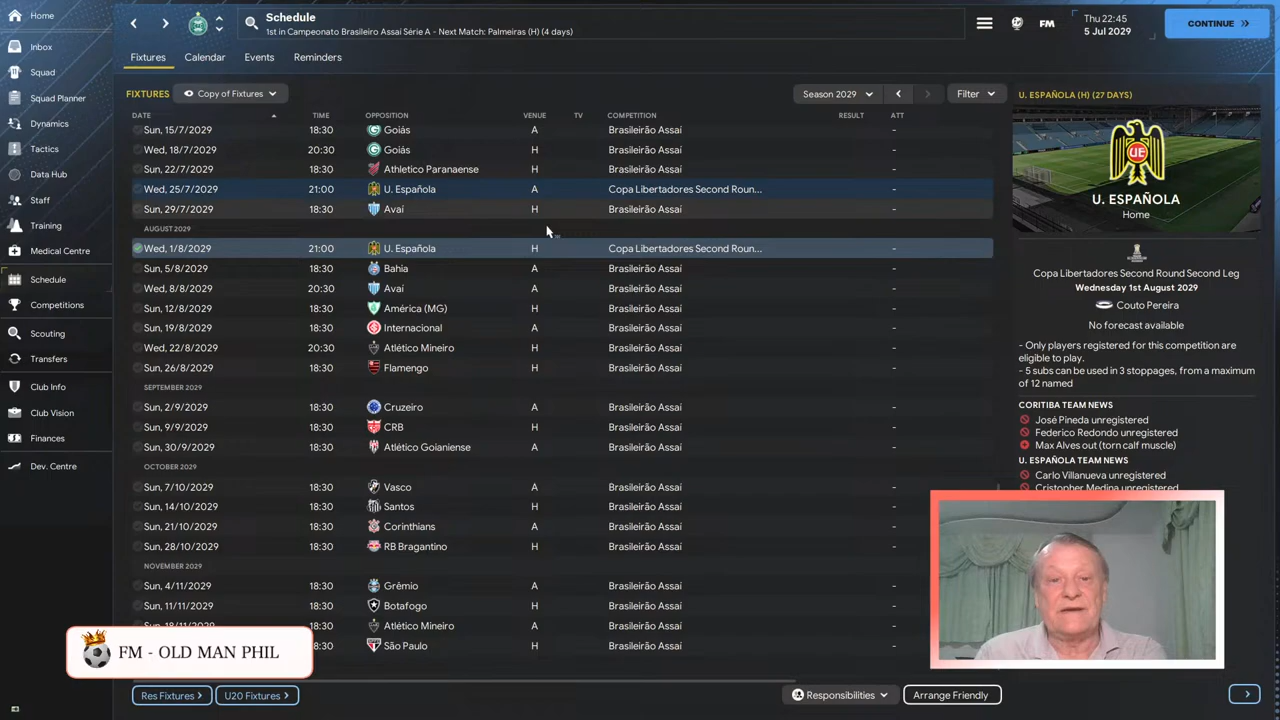 Home
Schedule
1st in Campeonato Brasileiro Assaí Série A - Next Match: Palmeiras (H) (4 days)
FM
Thu 22:45
5 Jul 2029
CONTINUE
Inbox
Squad
Squad Planner
Dynamics
Tactics
Data Hub
Staff
Training
Medical Centre
Schedule
Competitions
Scouting
Transfers
Club Info
Club Vision
Finances
Dev. Centre
Fixtures Calendar Events Reminders
FIXTURES Copy of Fixtures Season 2029 Filter
DATE TIME OPPOSITION VENUE TV COMPETITION RESULT ATT
Sun, 15/7/2029 18:30 Goiás A Brasileirão Assaí -
Wed, 18/7/2029 20:30 Goiás H Brasileirão Assaí -
Sun, 22/7/2029 18:30 Athletico Paranaense H Brasileirão Assaí -
Wed, 25/7/2029 21:00 U. Española A Copa Libertadores Second Roun... -
Sun, 29/7/2029 18:30 Avaí H Brasileirão Assaí -
AUGUST 2029
Wed, 1/8/2029 21:00 U. Española H Copa Libertadores Second Roun... -
Sun, 5/8/2029 18:30 Bahia A Brasileirão Assaí -
Wed, 8/8/2029 20:30 Avaí A Brasileirão Assaí -
Sun, 12/8/2029 18:30 América (MG) H Brasileirão Assaí -
Sun, 19/8/2029 18:30 Internacional A Brasileirão Assaí -
Wed, 22/8/2029 20:30 Atlético Mineiro H Brasileirão Assaí -
Sun, 26/8/2029 18:30 Flamengo H Brasileirão Assaí -
SEPTEMBER 2029
Sun, 2/9/2029 18:30 Cruzeiro A Brasileirão Assaí -
Sun, 9/9/2029 18:30 CRB H Brasileirão Assaí -
Sun, 30/9/2029 18:30 Atlético Goianiense A Brasileirão Assaí -
OCTOBER 2029
Sun, 7/10/2029 18:30 Vasco A Brasileirão Assaí -
Sun, 14/10/2029 18:30 Santos H Brasileirão Assaí -
Sun, 21/10/2029 18:30 Corinthians A Brasileirão Assaí -
Sun, 28/10/2029 18:30 RB Bragantino H Brasileirão Assaí -
NOVEMBER 2029
Sun, 4/11/2029 18:30 Grêmio A Brasileirão Assaí -
Sun, 11/11/2029 18:30 Botafogo H Brasileirão Assaí -
Sun, 18/11/2029 18:30 Atlético Mineiro A Brasileirão Assaí -
8:30 São Paulo H Brasileirão Assaí -
Res Fixtures U20 Fixtures Responsibilities Arrange Friendly
U. ESPAÑOLA (H) (27 DAYS)
UE
U. ESPAÑOLA
Home
Copa Libertadores Second Round Second Leg
Wednesday 1st August 2029
Couto Pereira
No forecast available
- Only players registered for this competition are
eligible to play.
- 5 subs can be used in 3 stoppages, from a maximum
of 12 named
CORITIBA TEAM NEWS
José Pineda unregistered
Federico Redondo unregistered
Max Alves out (torn calf muscle)
U. ESPAÑOLA TEAM NEWS
Carlo Villanueva unregistered
Cristopher Medina unregistered
FM - OLD MAN PHIL